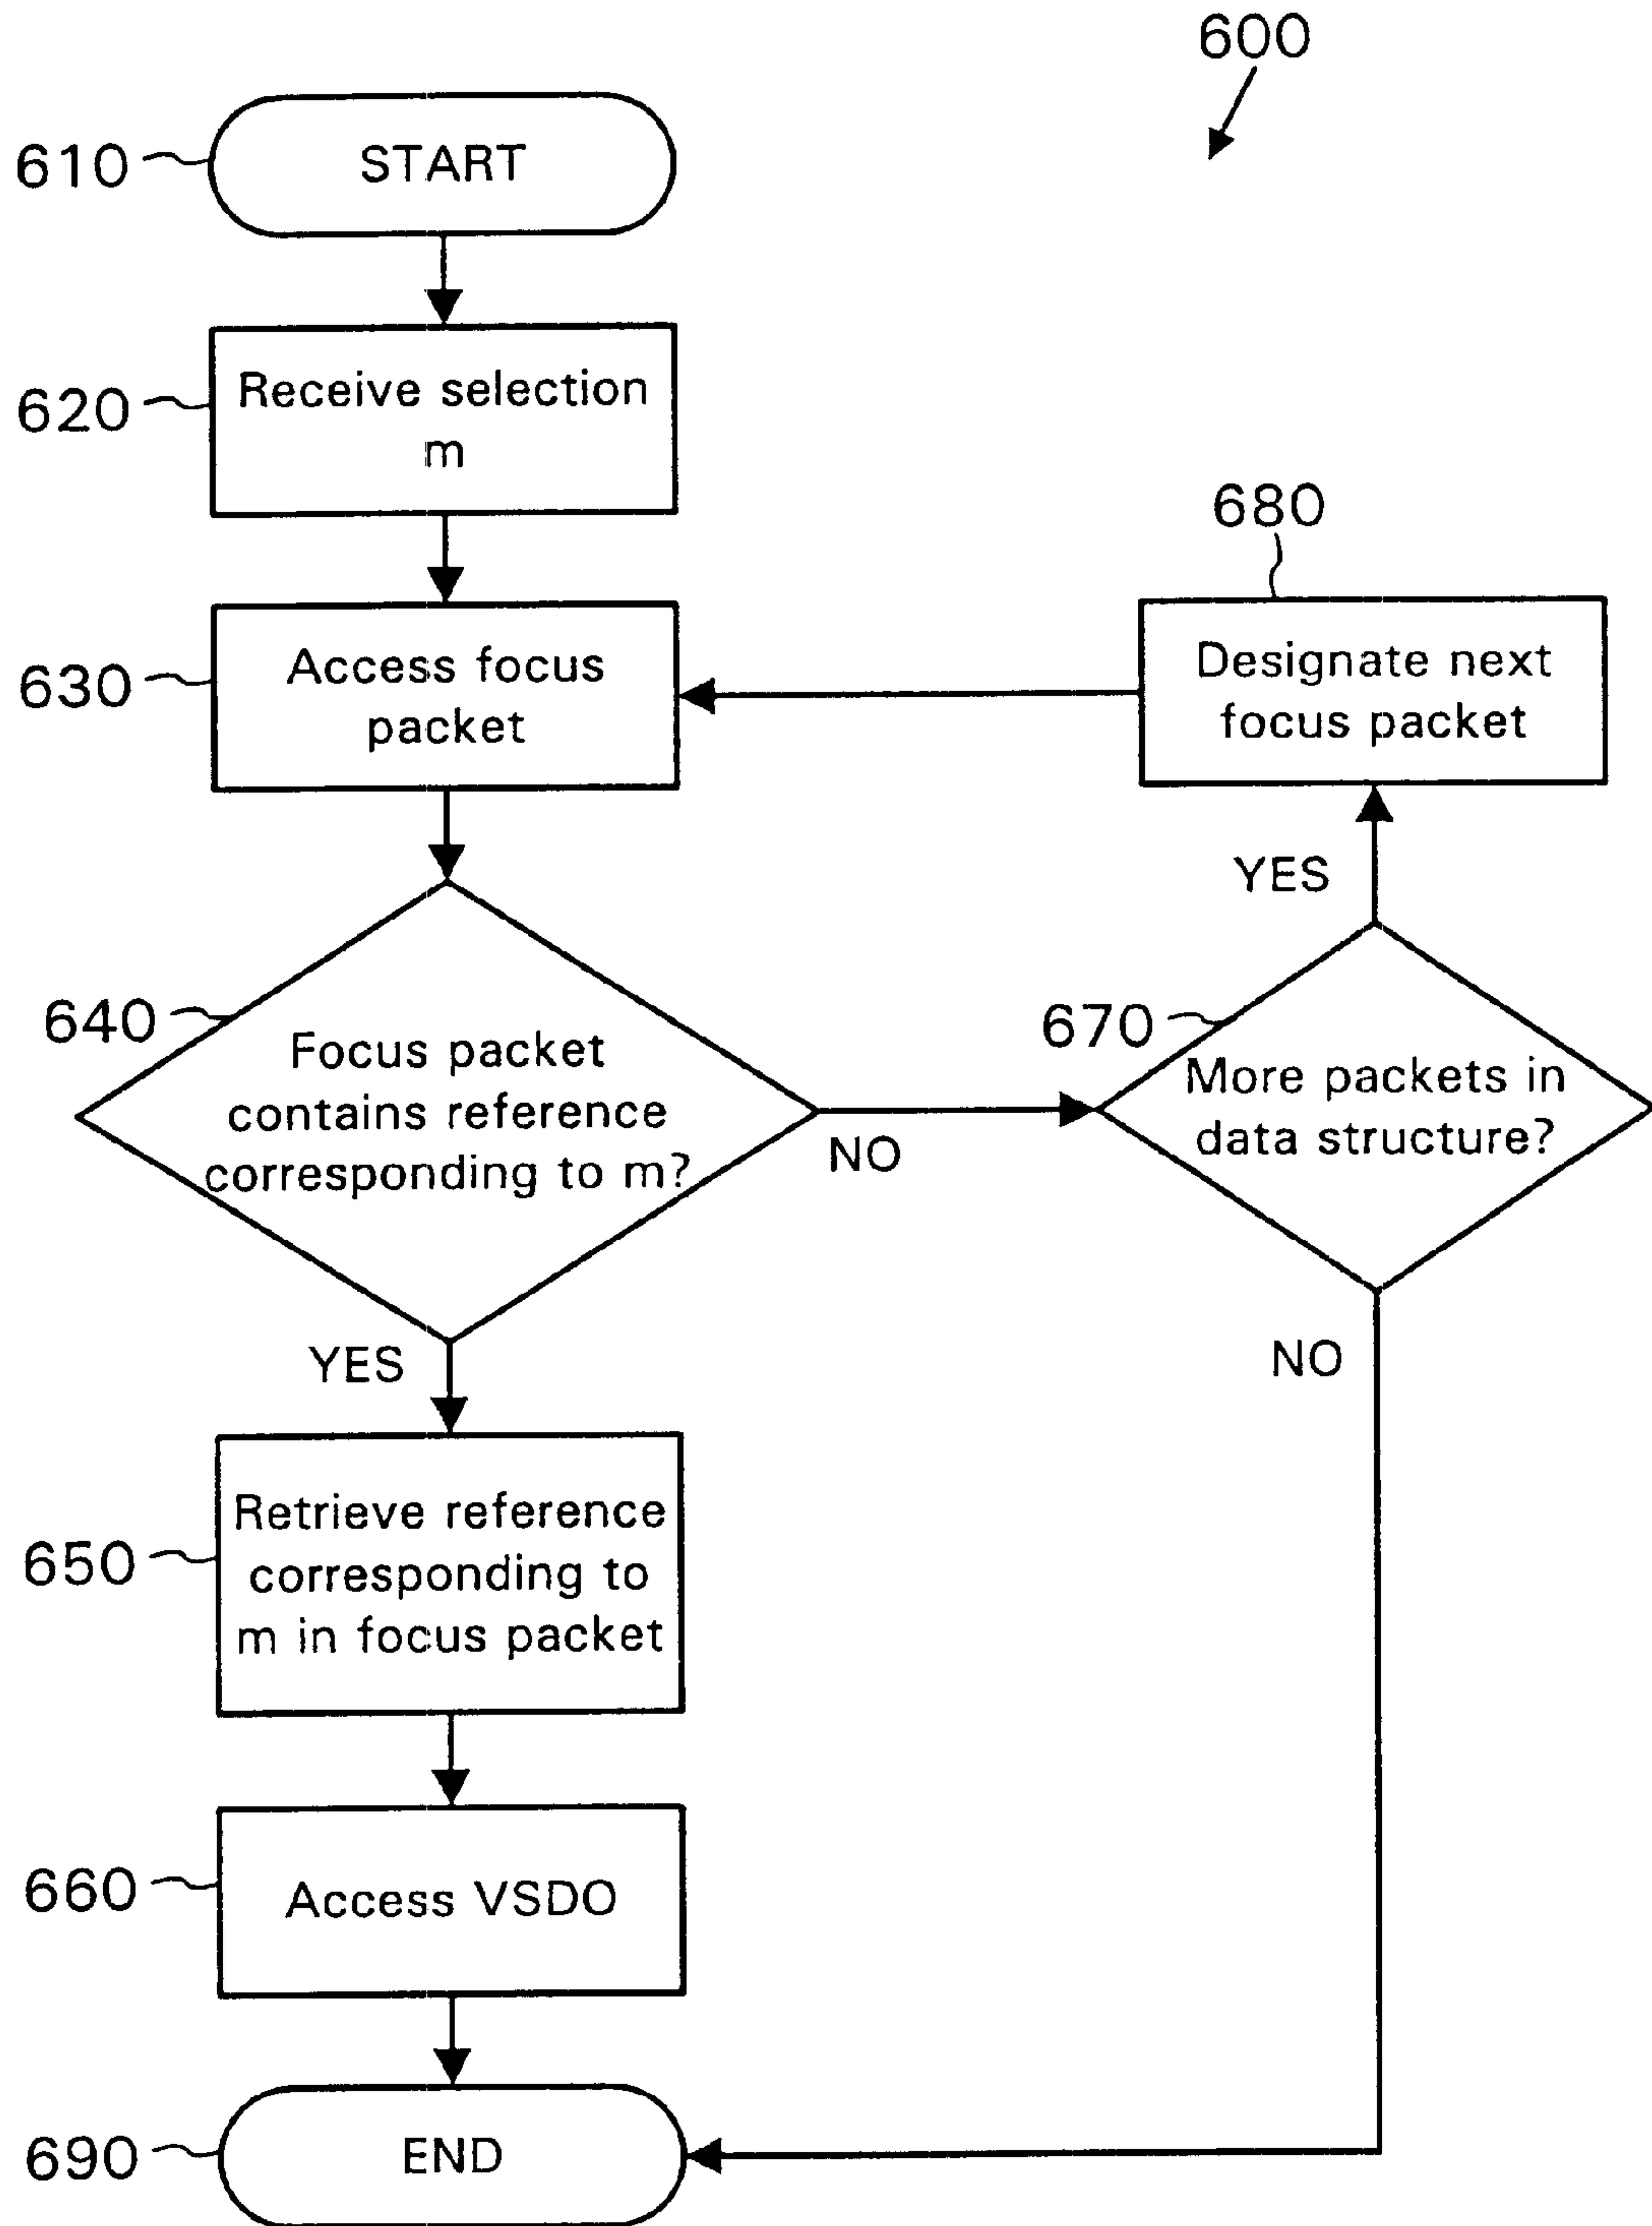 600
610
START
620
Receive selection
m
680
630
Access focus
packet
Designate next
focus packet
YES
640
Focus packet
contains reference
corresponding to m?
NO
670
More packets in
data structure?
YES
NO
650
Retrieve reference
corresponding to
m in focus packet
660
Access VSDO
690
END